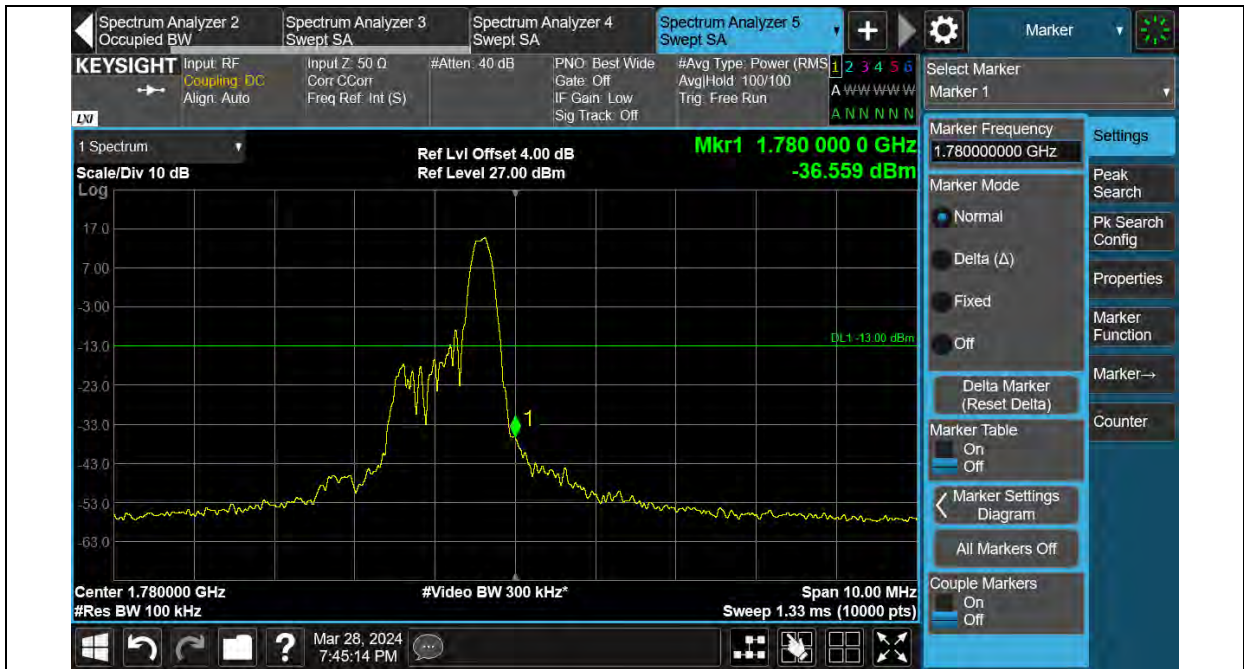 Spectrum Analyzer 2
Occupied BW
Spectrum Analyzer 3
Swept SA
Spectrum Analyzer 4
Swept SA
Spectrum Analyzer 5
Swept SA
+
Marker
KEYSIGHT
LXI
Input: RF
Coupling: DC
Align: Auto
Input Z: 50 Ω
Corr CCorr
Freq Ref: Int (S)
#Atten: 40 dB
PNO: Best Wide
Gate: Off
IF Gain: Low
Sig Track: Off
#Avg Type: Power (RMS
Avg|Hold: 100/100
Trig: Free Run
1 2 3 4 5 6
A W W W W W
A N N N N N
Select Marker
Marker 1
1 Spectrum
Scale/Div 10 dB
Log
Ref Lvl Offset 4.00 dB
Ref Level 27.00 dBm
Mkr1 1.780 000 0 GHz
-36.559 dBm
17.0
7.00
-3.00
-13.0
-23.0
-33.0
-43.0
-53.0
-63.0
DL1 -13.00 dBm
1
Center 1.780000 GHz
#Res BW 100 kHz
#Video BW 300 kHz*
Span 10.00 MHz
Sweep 1.33 ms (10000 pts)
Marker Frequency
1.780000000 GHz
Marker Mode
Normal
Delta (Δ)
Fixed
Off
Delta Marker
(Reset Delta)
Marker Table
On
Off
Marker Settings
Diagram
All Markers Off
Couple Markers
On
Off
Settings
Peak
Search
Pk Search
Config
Properties
Marker
Function
Marker→
Counter
?
Mar 28, 2024
7:45:14 PM